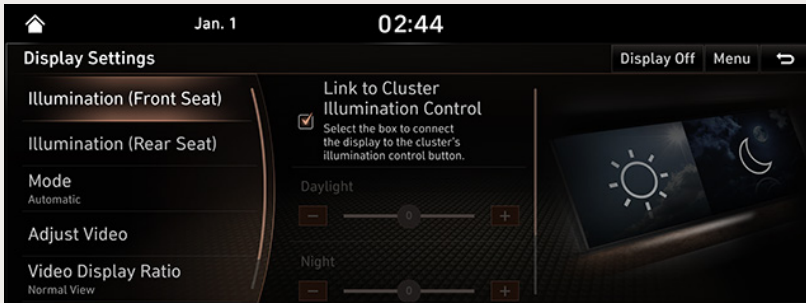 Jan. 1
02:44
Display Settings
Display Off
Menu
Illumination (Front Seat)
Illumination (Rear Seat)
Mode
Automatic
Adjust Video
Video Display Ratio
Normal View
Link to Cluster
Illumination Control
Select the box to connect
the display to the cluster's
illumination control button.
Daylight
0
Night
0